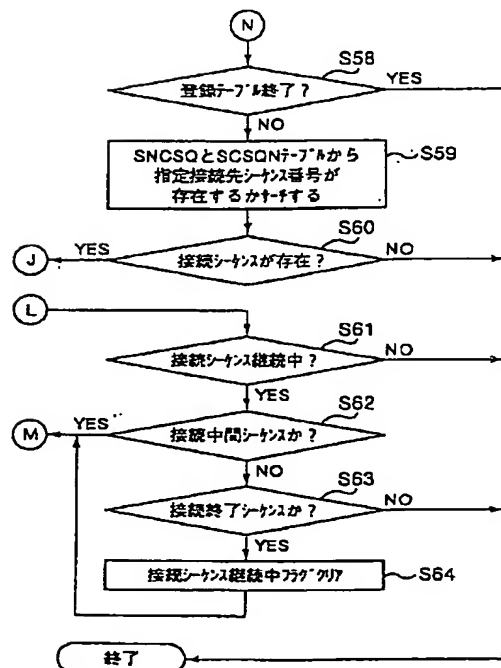 N
S58
登録テーブル終了?
YES
NO
SNCSQとSCSQNテーブルから
指定接続先シーケンス番号が
存在するかサーチする
S59
S60
J
YES
接続シーケンスが存在?
NO
L
S61
接続シーケンス継続中?
NO
YES
S62
M
YES
接続中間シーケンスか?
NO
S63
接続終了シーケンスか?
NO
YES
接続シーケンス継続中フラグクリア
S64
終了